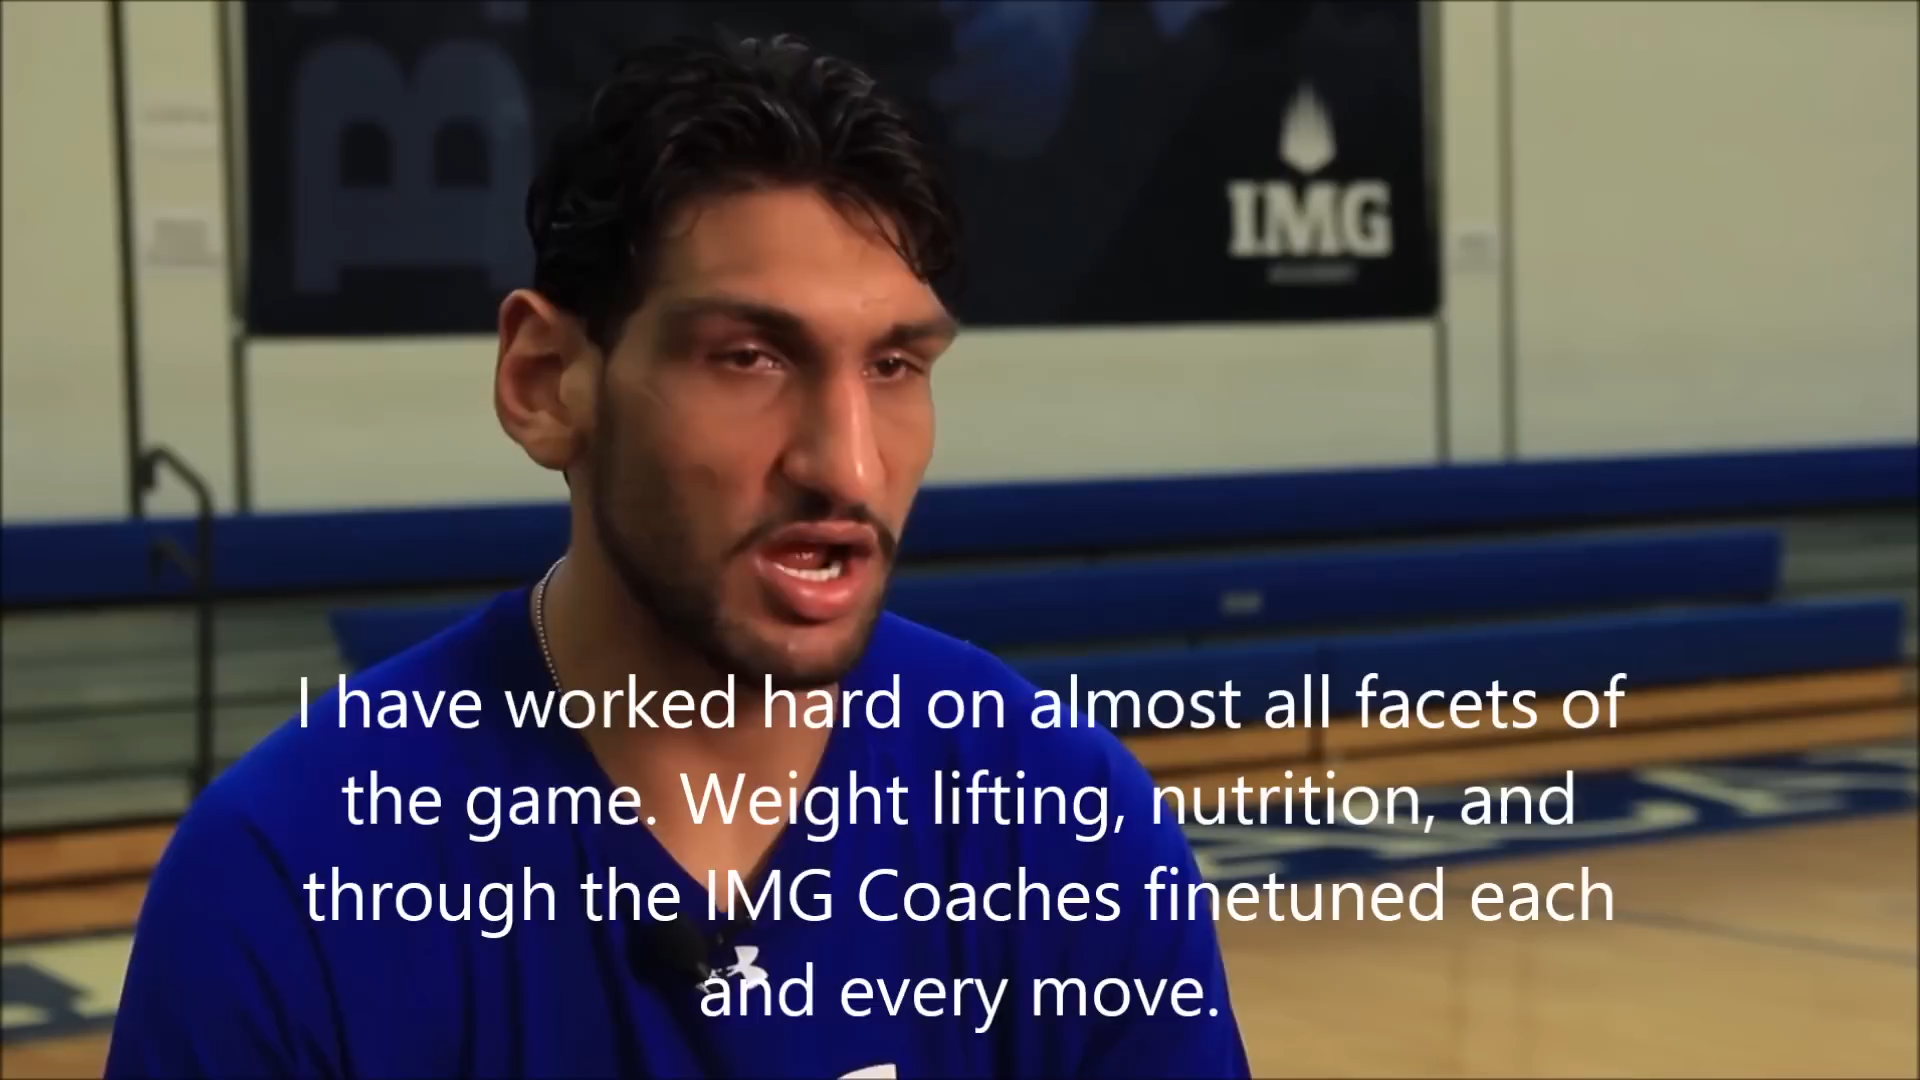 B
IMG
ACADEMY
I have worked hard on almost all facets of
the game. Weight lifting, nutrition, and
through the IMG Coaches finetuned each
and every move.